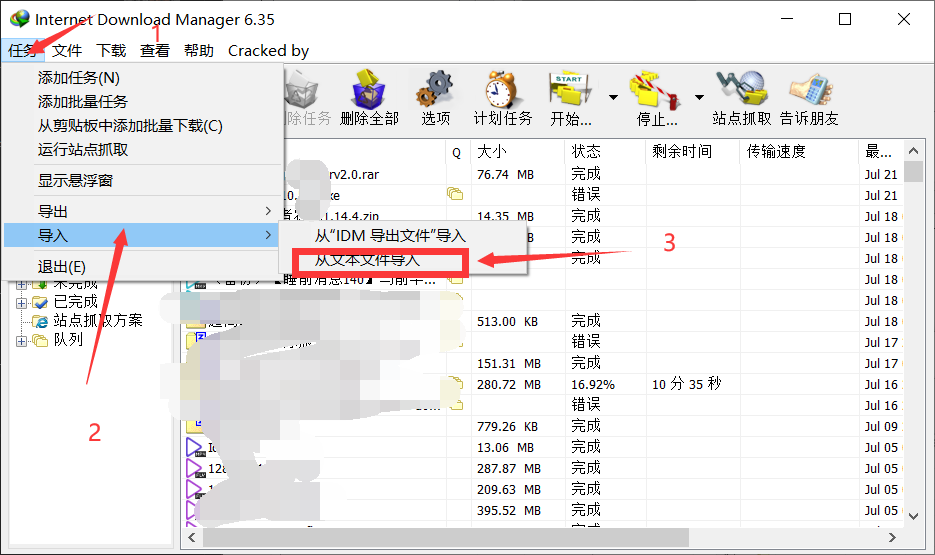 Internet Download Manager 6.35
1
任务 文件 下载 查看 帮助 Cracked by
添加任务(N)
添加批量任务
从剪贴板中添加批量下载(C)
运行站点抓取
显示悬浮窗
导出
导入
退出(E)
从“IDM 导出文件”导入
从文本文件导入
3
2
除任务 删除全部 选项 计划任务 START 开始... 停止... 站点抓取 告诉朋友
Q 大小 状态 剩余时间 传输速度 最...
rv2.0.rar 76.74 MB 完成 Jul 21
错误 Jul 21
11.14.4.zip 14.35 MB 完成 Jul 18
完成 Jul 18
完成 Jul 18
Jul 18
未完成
已完成
站点抓取方案
队列
Jul 18
513.00 KB 完成 Jul 18
错误 Jul 17
151.31 MB 完成 Jul 17
280.72 MB 16.92% 10 分 35 秒 Jul 16
错误 Jul 16
779.26 KB 完成 Jul 09
13.06 MB 完成 Jul 05
287.87 MB 完成 Jul 05
209.63 MB 完成 Jul 05
395.52 MB 完成 Jul 05